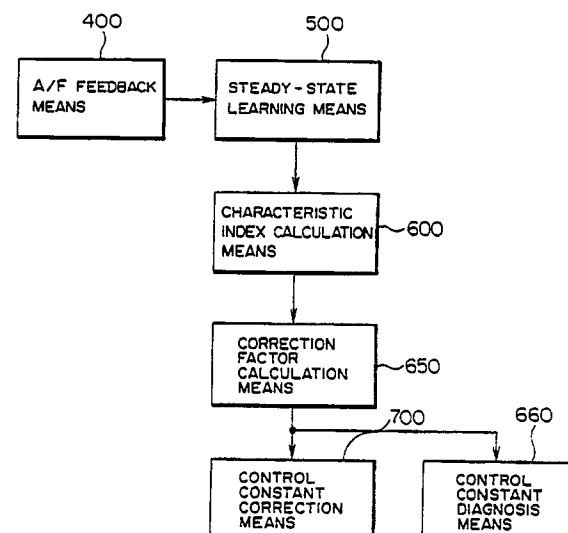 400
A/F FEEDBACK
MEANS
500
STEADY-STATE
LEARNING MEANS
CHARACTERISTIC
INDEX CALCULATION
MEANS
600
CORRECTION
FACTOR
CALCULATION
MEANS
650
700
CONTROL
CONSTANT
CORRECTION
MEANS
660
CONTROL
CONSTANT
DIAGNOSIS
MEANS